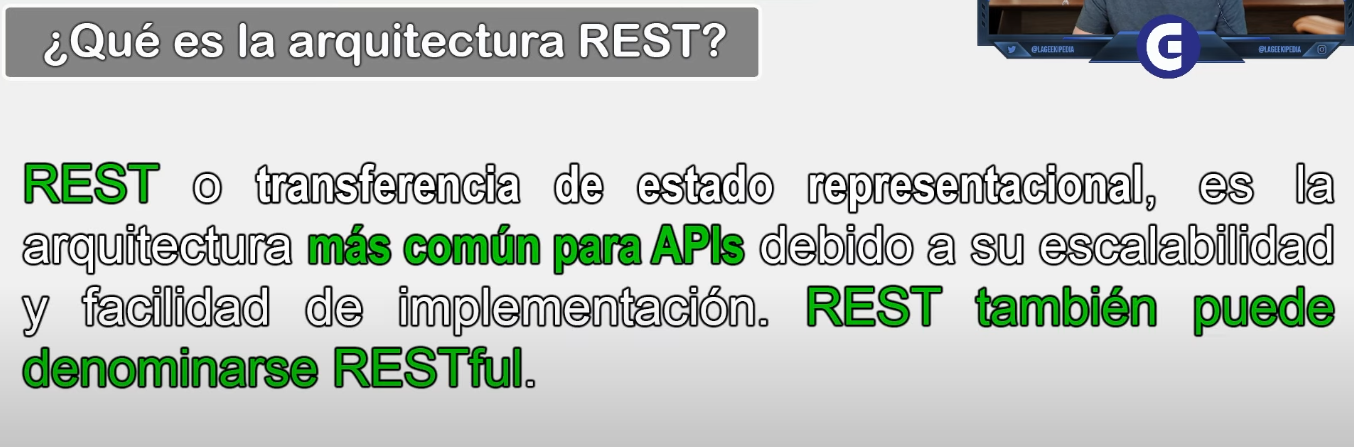 ¿Qué es la arquitectura REST?
@LAGEEKIPEDIA
@LAGEEKIPEDIA
REST o transferencia de estado representacional, es la
arquitectura más común para APIs debido a su escalabilidad
y facilidad de implementación. REST también puede
denominarse RESTful.